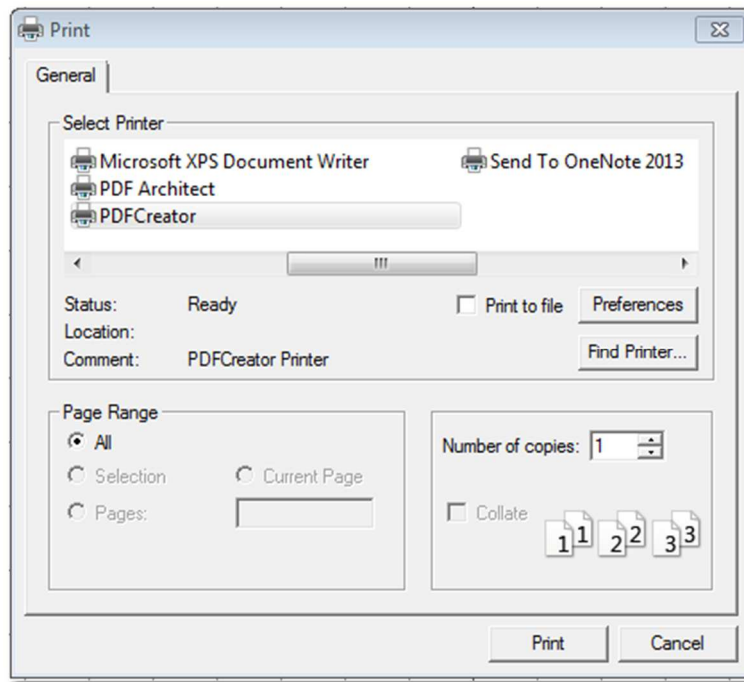 Print
General
Select Printer
Microsoft XPS Document Writer
Send To OneNote 2013
PDF Architect
PDFCreator
Status: Ready
Print to file
Preferences
Location:
Comment: PDFCreator Printer
Find Printer...
Page Range
All
Selection
Current Page
Pages:
Number of copies: 1
Collate
1 1 2 2 3 3
Print
Cancel